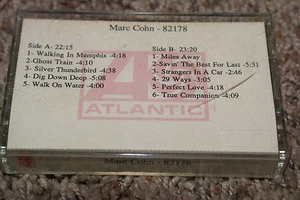 Marc Cohn - 82178
Side A- 22:15
1- Walking In Memphis -4:18
2-Ghost Train -4:10
3- Silver Thunderbird -4:38
4- Dig Down Deep -5:08
5- Walk On Water -4:00
Side B- 23:20
1- Miles Away
2-Savin' The Best For Last -5:31
3- Strangers In A Car -2:46
4- 29 Ways -3:14
5- Perfect Love -4:19
6- True Companion -4:09
4
ATLANTIC
Marc Cohn - 82178